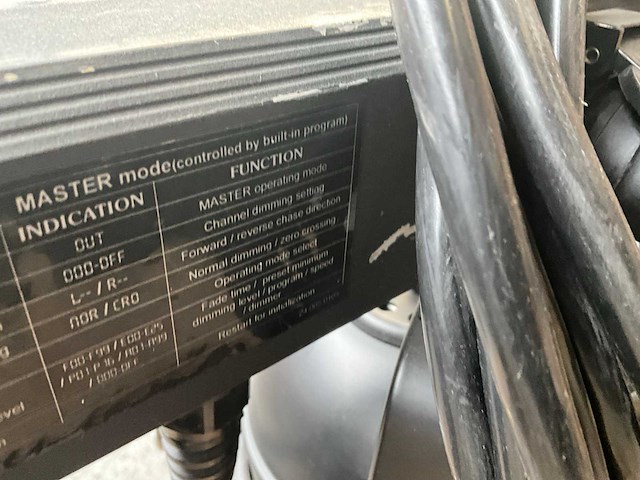 MASTER mode(controlled by built-in program)
INDICATION FUNCTION
OUT MASTER operating mode
000-0FF Channel dimming setting
L-- / R-- Forward / reverse chase direction
NOR / CRO Normal dimming / zero crossing
Operating mode select
F00-F99 / E00-E25 Fade time / preset minimum
/ P01-P16 / A01-A99 dimming level / program / speed
/ 000-0FF / dimmer
Restart for initialization